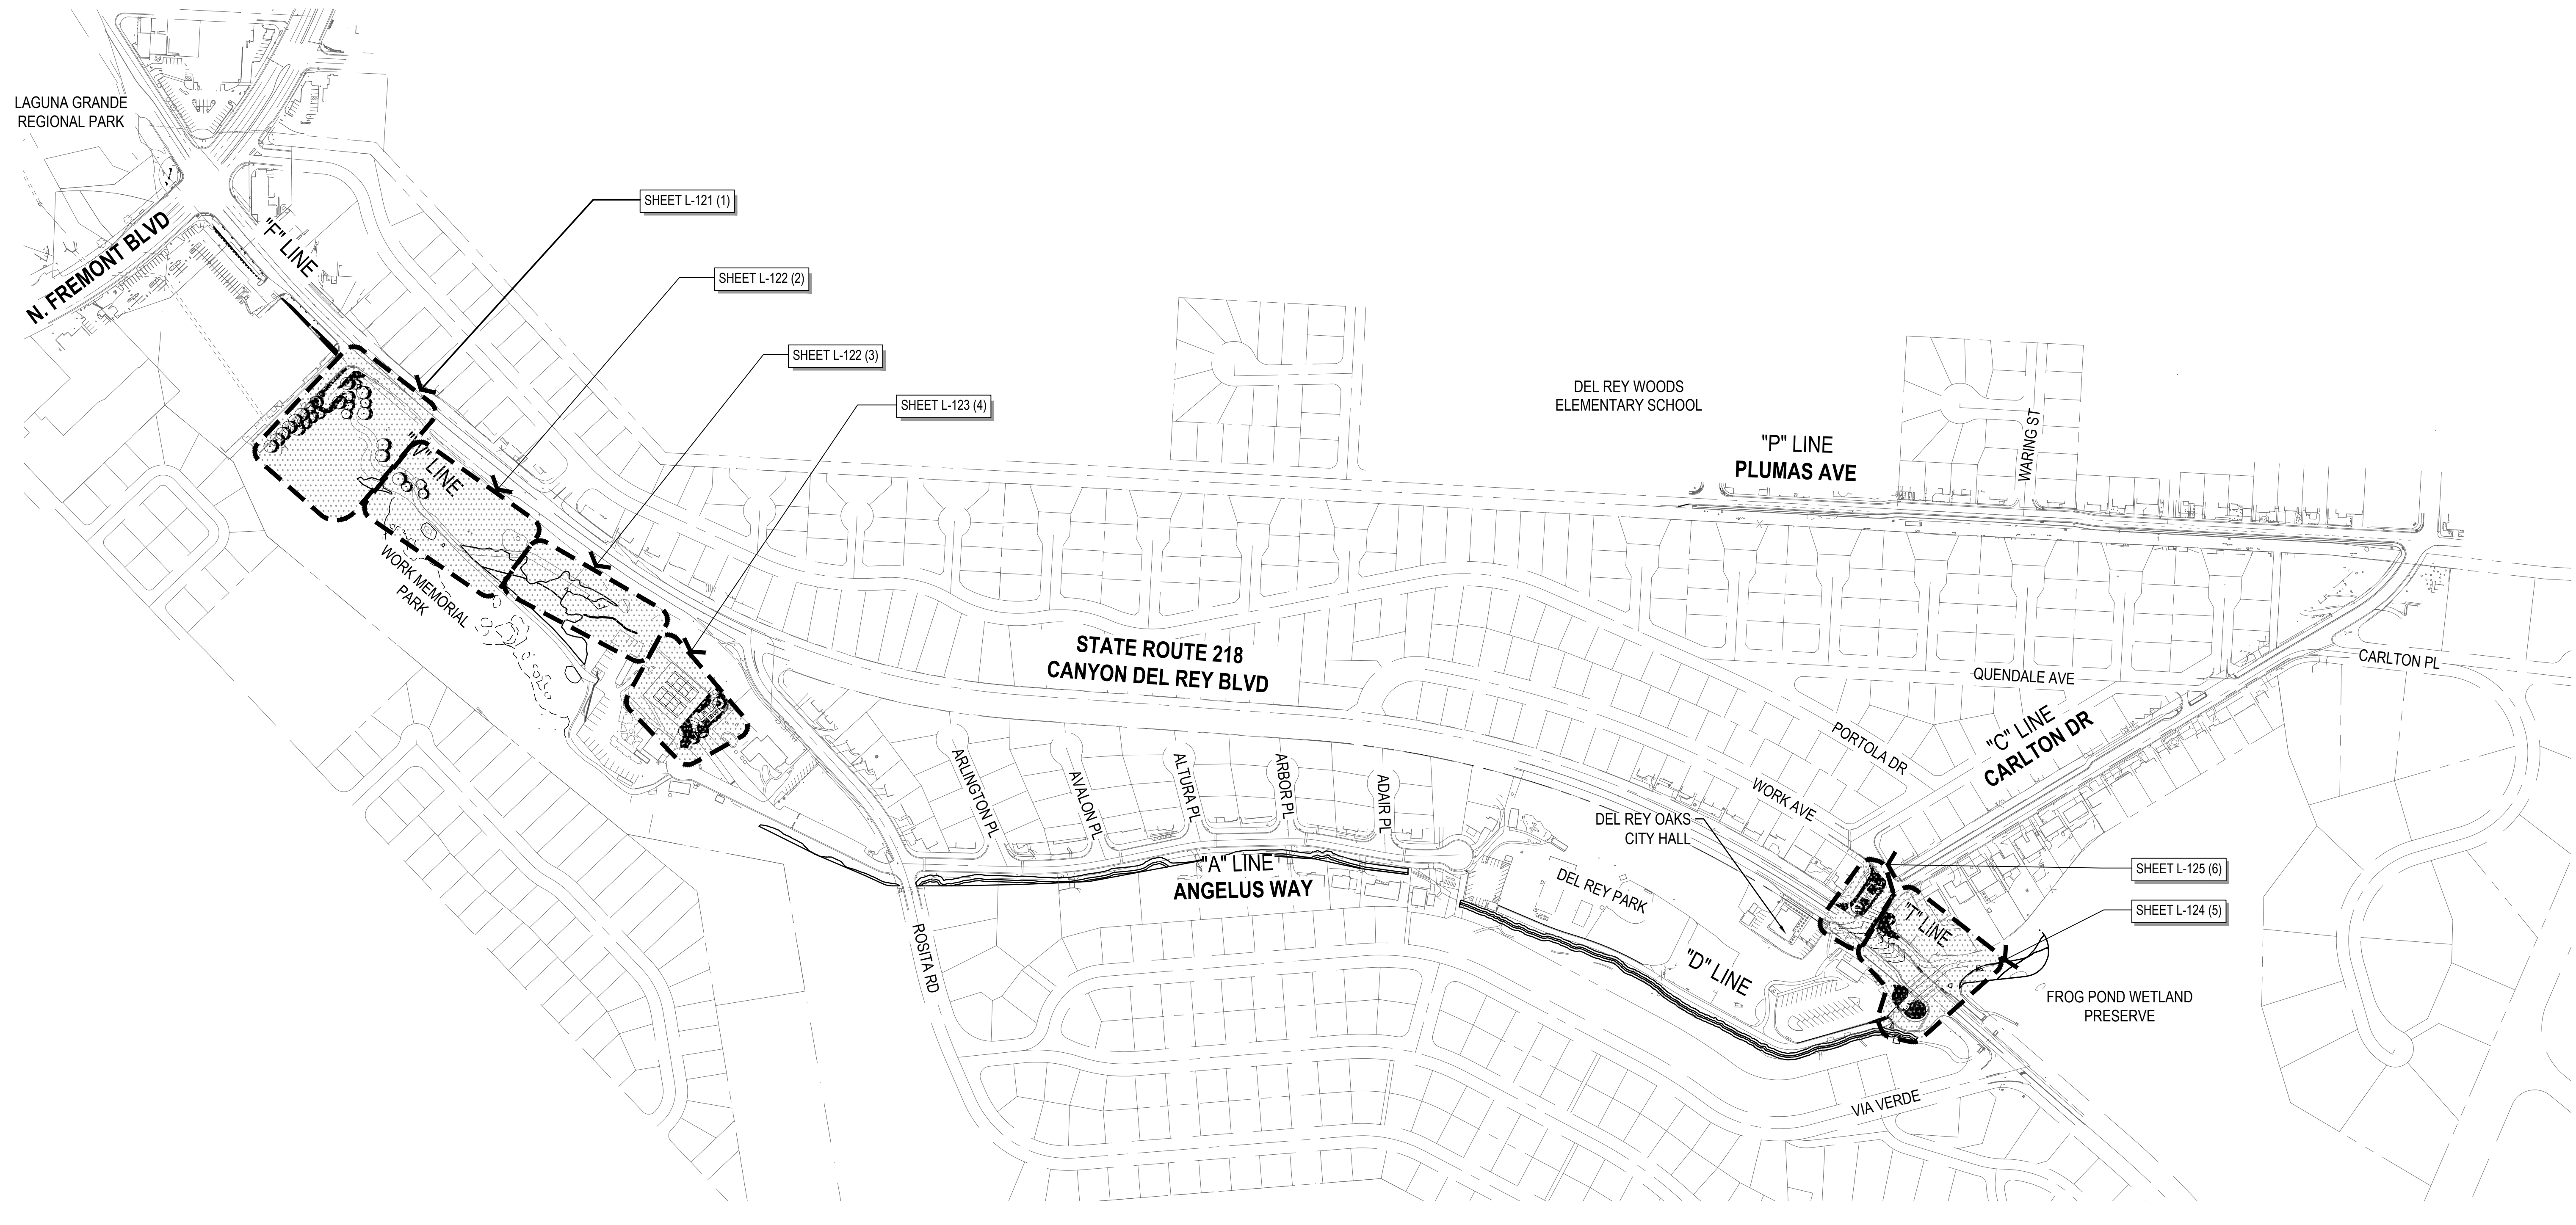 LAGUNA GRANDE
REGIONAL PARK
N. FREMONT BLVD
"F" LINE
SHEET L-121 (1)
SHEET L-122 (2)
SHEET L-122 (3)
SHEET L-123 (4)
"V" LINE
WORK MEMORIAL
PARK
DEL REY WOODS
ELEMENTARY SCHOOL
"P" LINE
PLUMAS AVE
WARING ST
STATE ROUTE 218
CANYON DEL REY BLVD
QUENDALE AVE
CARLTON PL
"C" LINE
CARLTON DR
PORTOLA DR
WORK AVE
ARLINGTON PL
AVALON PL
ALTURA PL
ARBOR PL
ADAIR PL
DEL REY OAKS
CITY HALL
"A" LINE
ANGELUS WAY
DEL REY PARK
SHEET L-125 (6)
SHEET L-124 (5)
"T" LINE
ROSITA RD
"D" LINE
FROG POND WETLAND
PRESERVE
VIA VERDE